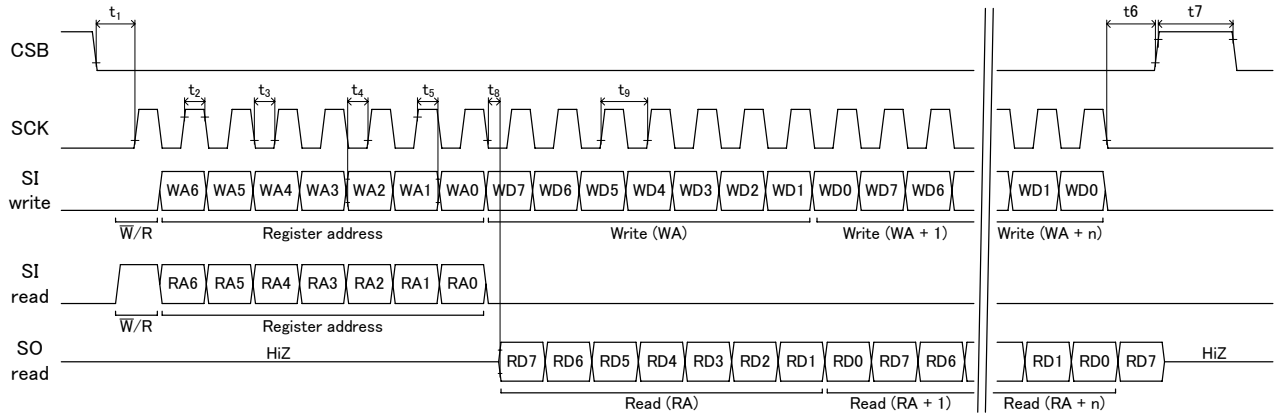 t1 t6 t7
CSB
t2 t3 t4 t5 t8 t9
SCK
SI write
WA6 WA5 WA4 WA3 WA2 WA1 WA0 WD7 WD6 WD5 WD4 WD3 WD2 WD1 WD0 WD7 WD6 WD1 WD0
W̅/R Register address Write (WA) Write (WA + 1) Write (WA + n)
SI read
RA6 RA5 RA4 RA3 RA2 RA1 RA0
W̅/R Register address
SO read
HiZ RD7 RD6 RD5 RD4 RD3 RD2 RD1 RD0 RD7 RD6 RD1 RD0 RD7 HiZ
Read (RA) Read (RA + 1) Read (RA + n)